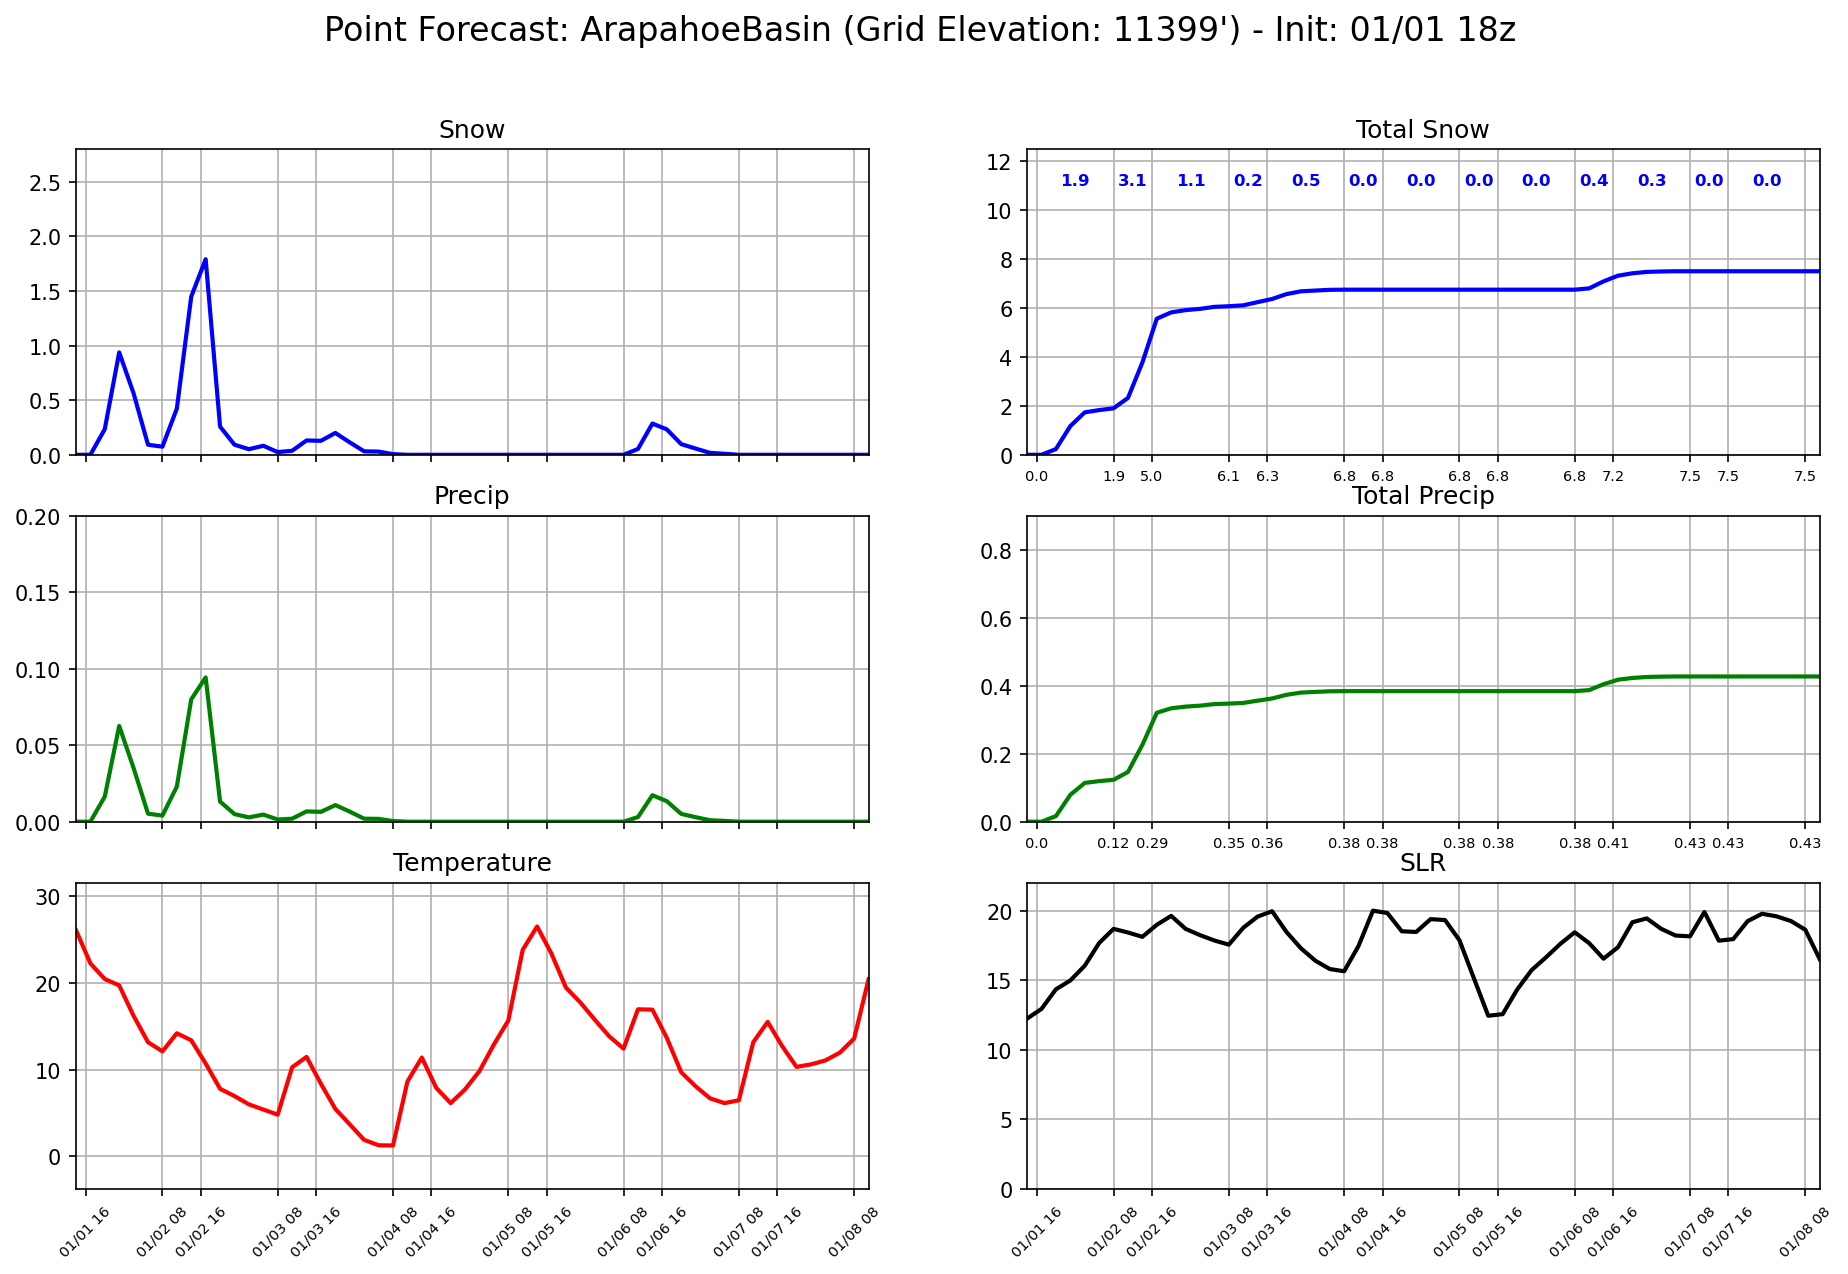 Point Forecast: ArapahoeBasin (Grid Elevation: 11399') - Init: 01/01 18z
Snow
2.5
2.0
1.5
1.0
0.5
0.0
Total Snow
12
10
8
6
4
2
0
1.9 3.1 1.1 0.2 0.5 0.0 0.0 0.0 0.0 0.4 0.3 0.0 0.0
0.0 1.9 5.0 6.1 6.3 6.8 6.8 6.8 6.8 6.8 7.2 7.5 7.5 7.5
Precip
0.20
0.15
0.10
0.05
0.00
Total Precip
0.8
0.6
0.4
0.2
0.0
0.0 0.12 0.29 0.35 0.36 0.38 0.38 0.38 0.38 0.38 0.41 0.43 0.43 0.43
Temperature
30
20
10
0
01/01 16 01/02 08 01/02 16 01/03 08 01/03 16 01/04 08 01/04 16 01/05 08 01/05 16 01/06 08 01/06 16 01/07 08 01/07 16 01/08 08
SLR
20
15
10
5
0
01/01 16 01/02 08 01/02 16 01/03 08 01/03 16 01/04 08 01/04 16 01/05 08 01/05 16 01/06 08 01/06 16 01/07 08 01/07 16 01/08 08